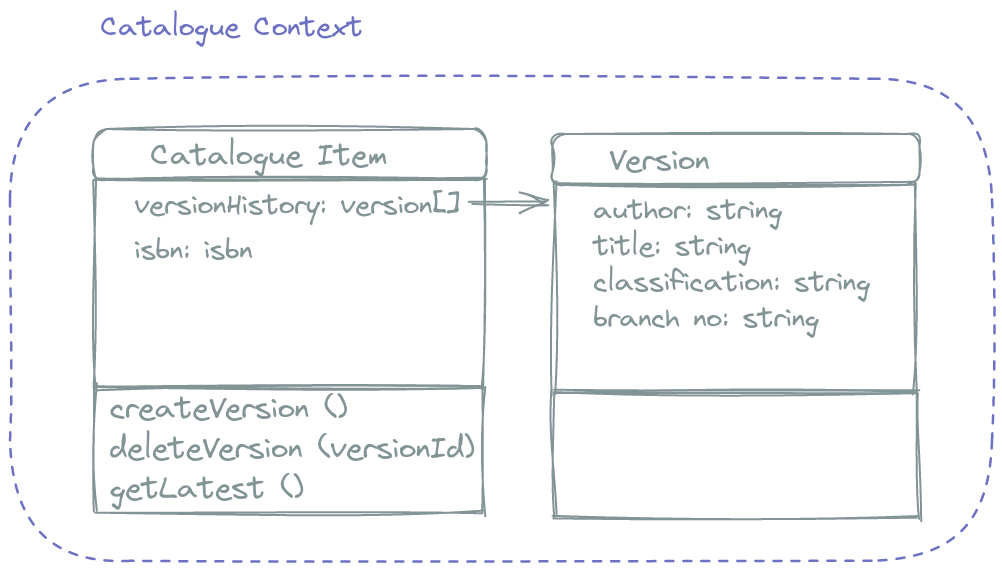 Catalogue Context
Catalogue Item
versionHistory: version[]
isbn: isbn
createVersion ()
deleteVersion (versionId)
getLatest ()
Version
author: string
title: string
classification: string
branch no: string